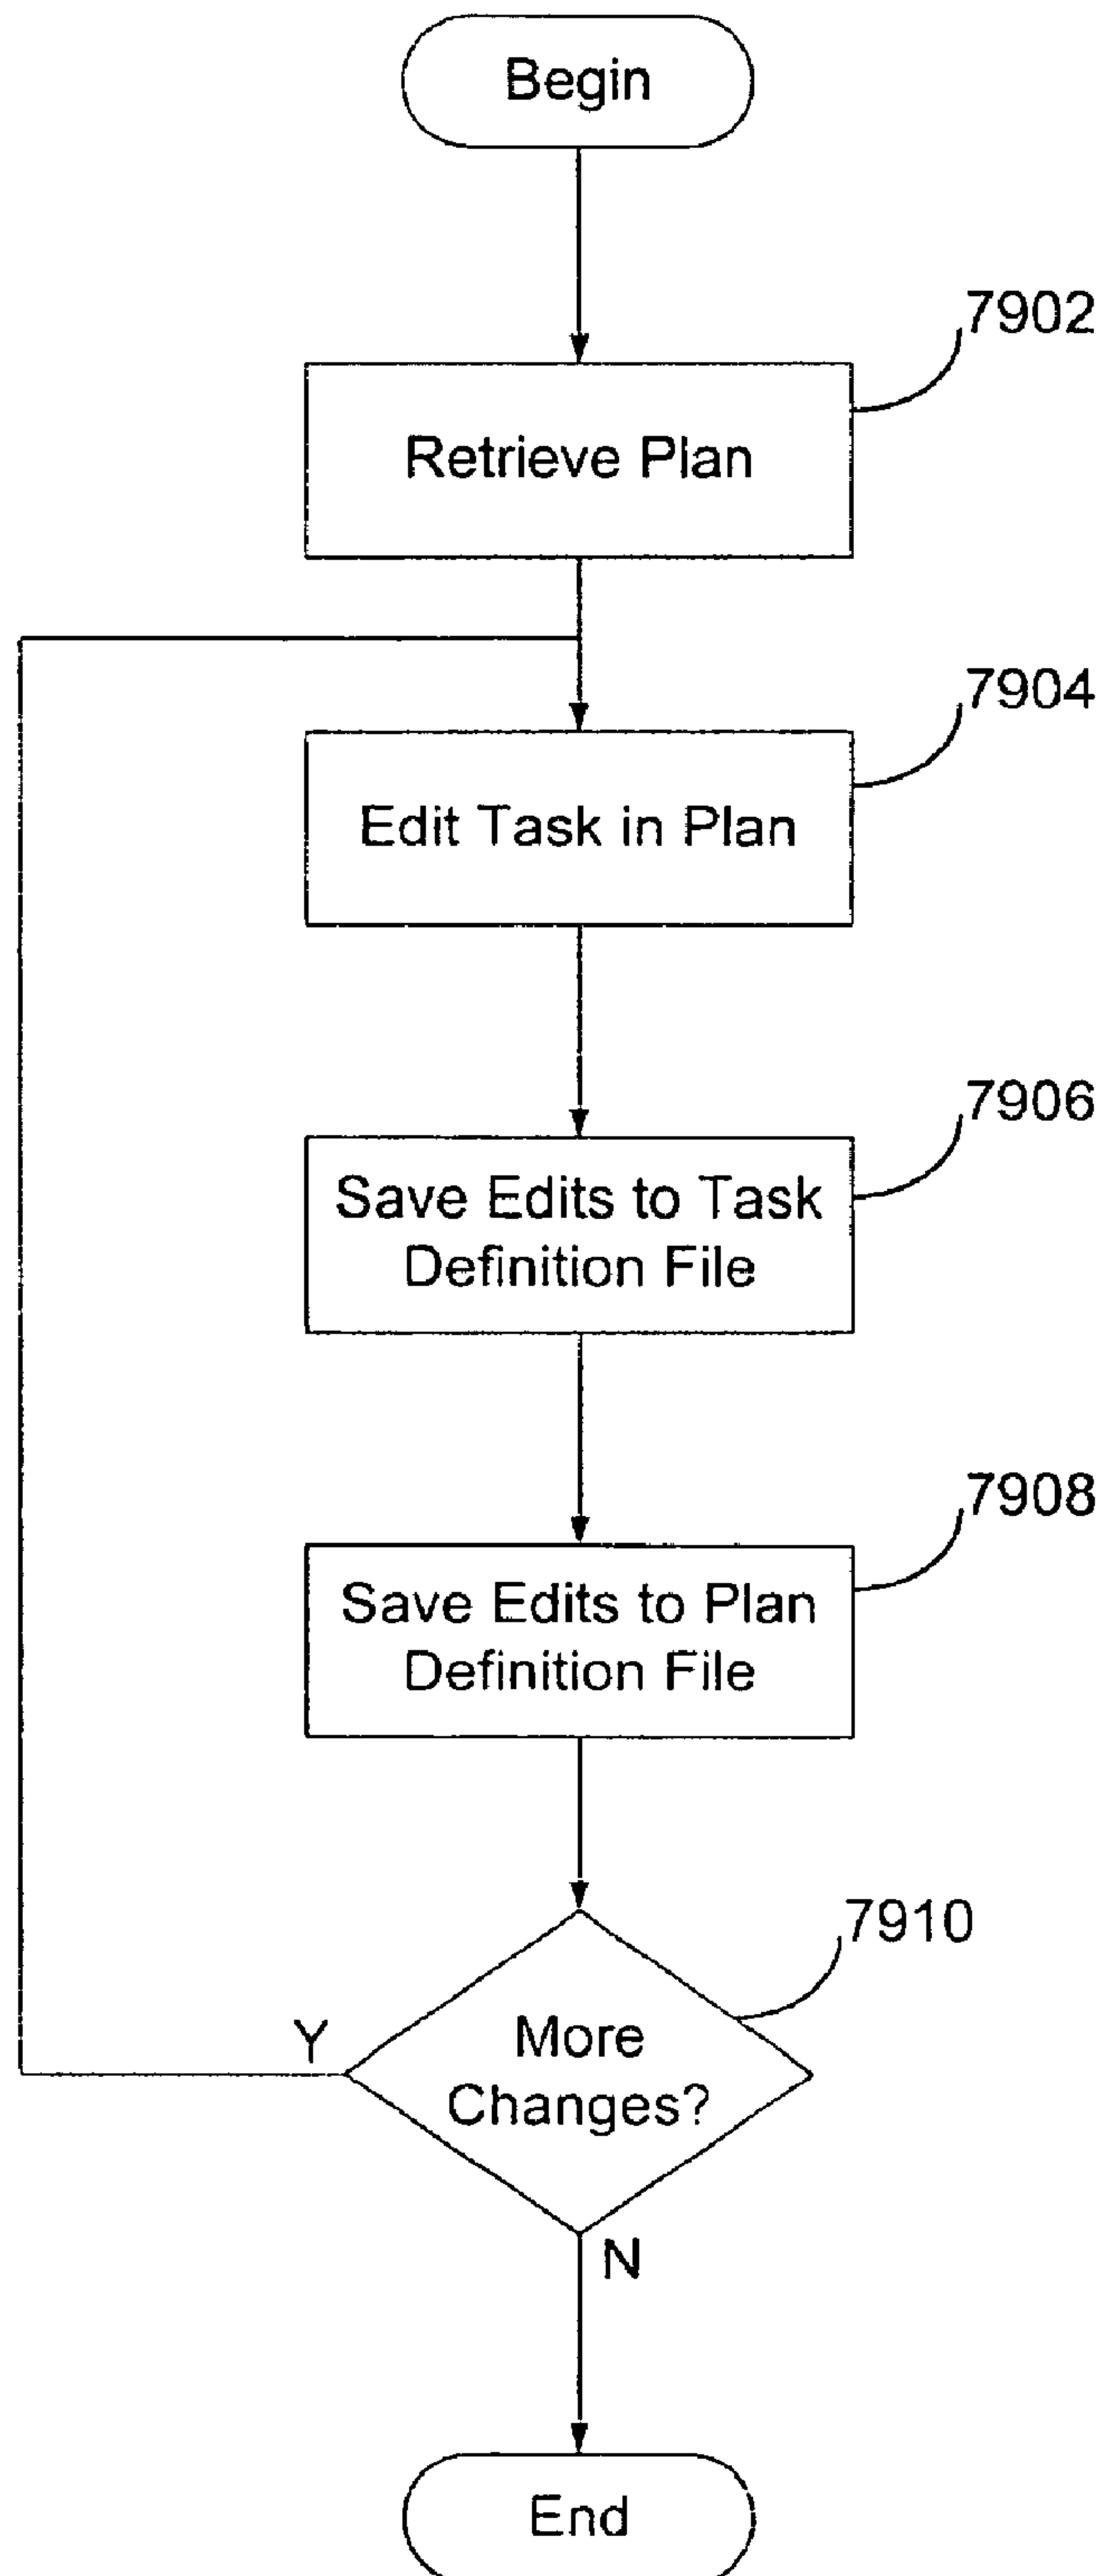 Begin
7902
Retrieve Plan
7904
Edit Task in Plan
7906
Save Edits to Task
Definition File
7908
Save Edits to Plan
Definition File
7910
More
Changes?
Y
N
End